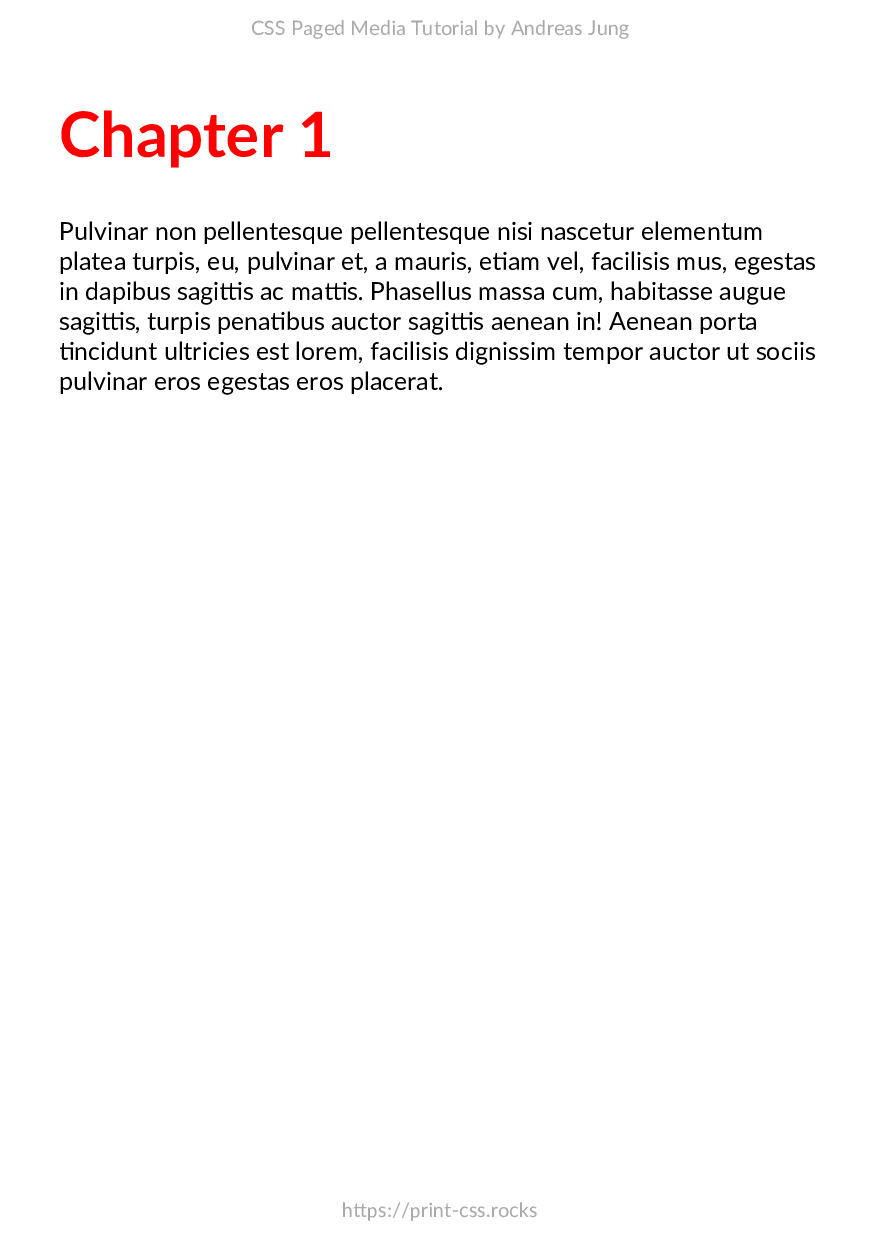 CSS Paged Media Tutorial by Andreas Jung
Chapter 1
Pulvinar non pellentesque pellentesque nisi nascetur elementum
platea turpis, eu, pulvinar et, a mauris, etiam vel, facilisis mus, egestas
in dapibus sagittis ac mattis. Phasellus massa cum, habitasse augue
sagittis, turpis penatibus auctor sagittis aenean in! Aenean porta
tincidunt ultricies est lorem, facilisis dignissim tempor auctor ut sociis
pulvinar eros egestas eros placerat.
https://print-css.rocks